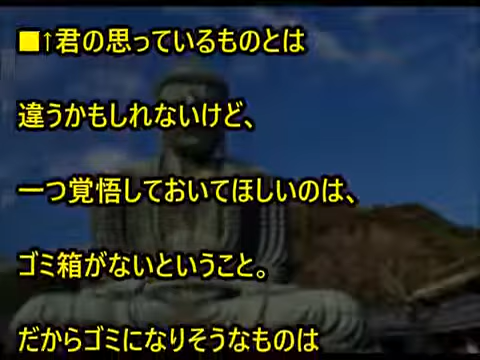 ■↑君の思っているものとは
違うかもしれないけど、
一つ覚悟しておいてほしいのは、
ゴミ箱がないということ。
だからゴミになりそうなものは